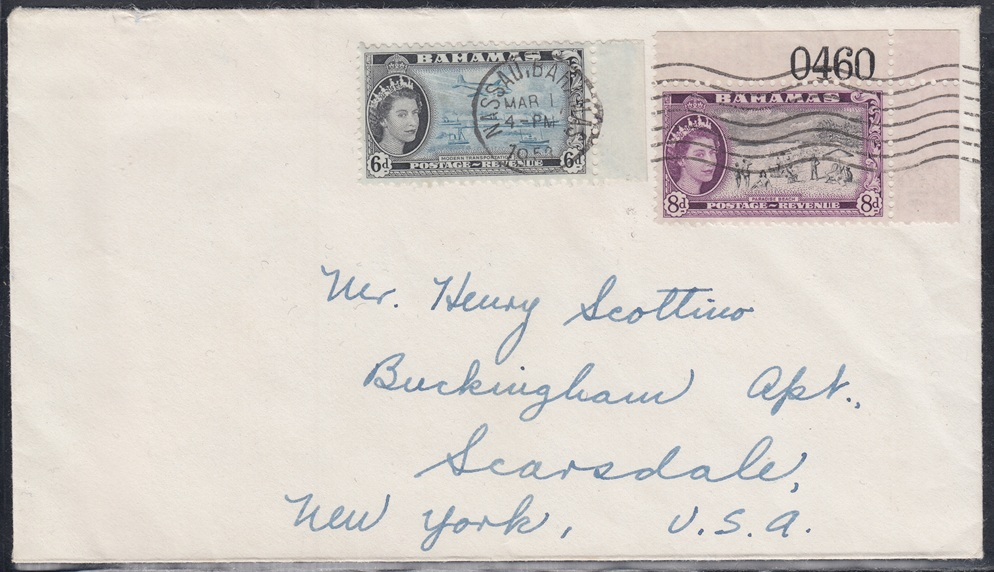 BAHAMAS
6d MODERN TRANSPORTATION 6d
POSTAGE ~ REVENUE
NASSAU, BAHAMAS
MAR 1
4 - PM
0460
BAHAMAS
PARADISE BEACH
8d POSTAGE ~ REVENUE 8d
Mr. Henry Scottino
Buckingham Apt.,
Scarsdale,
New York, U.S.A.